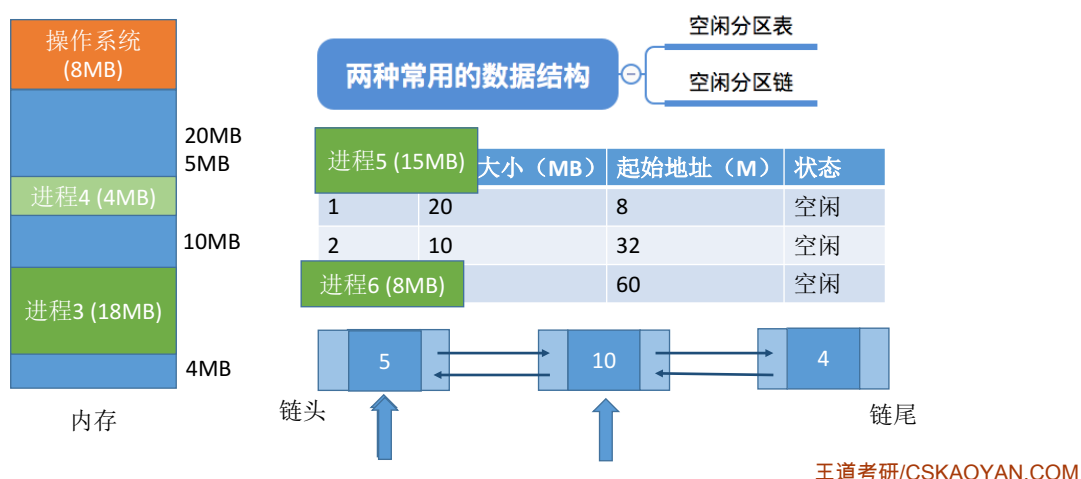 操作系统
(8MB)
20MB
5MB
进程4 (4MB)
10MB
进程3 (18MB)
4MB
内存
两种常用的数据结构
空闲分区表
空闲分区链
进程5 (15MB) 大小（MB） 起始地址（M） 状态
1 20 8 空闲
2 10 32 空闲
进程6 (8MB) 60 空闲
5 10 4
链头 链尾
王道考研/CSKAOYAN.COM